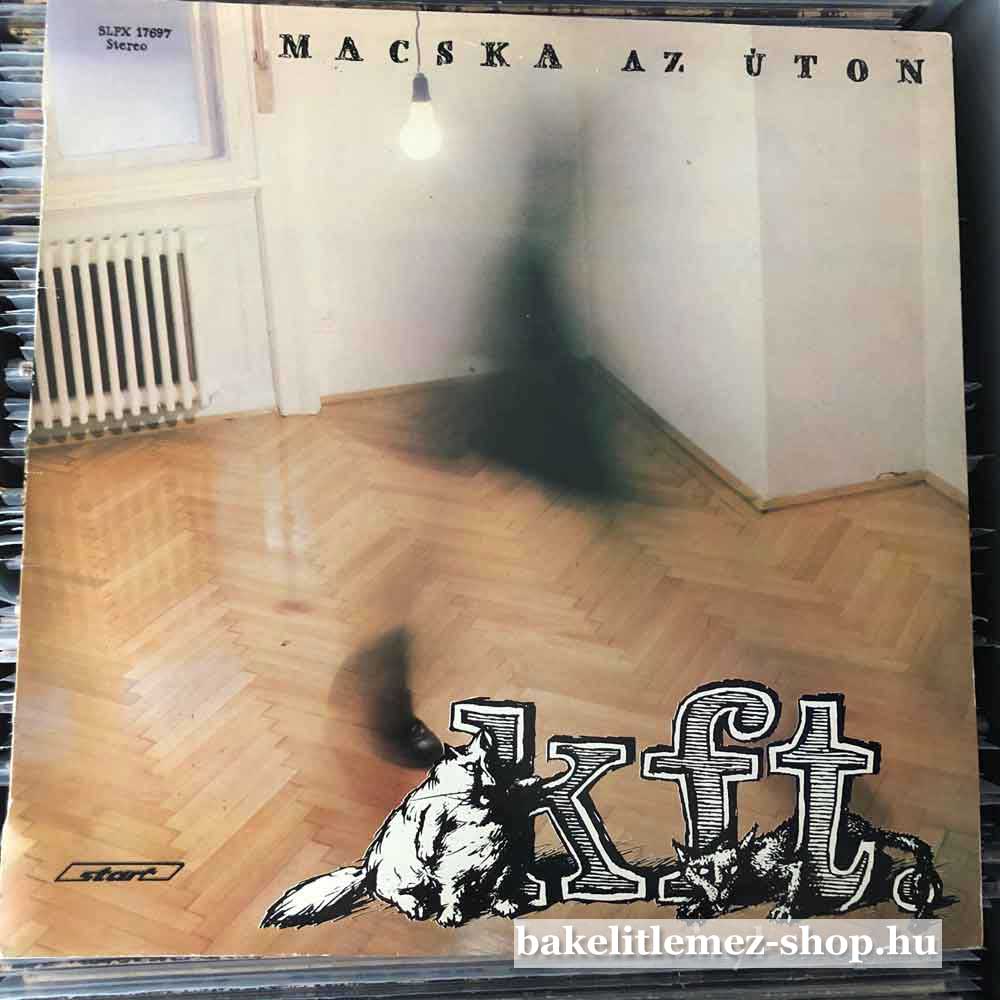 SLPX 17697
Stereo
MACSKA AZ ÚTON
kft.
start
bakelitlemez-shop.hu